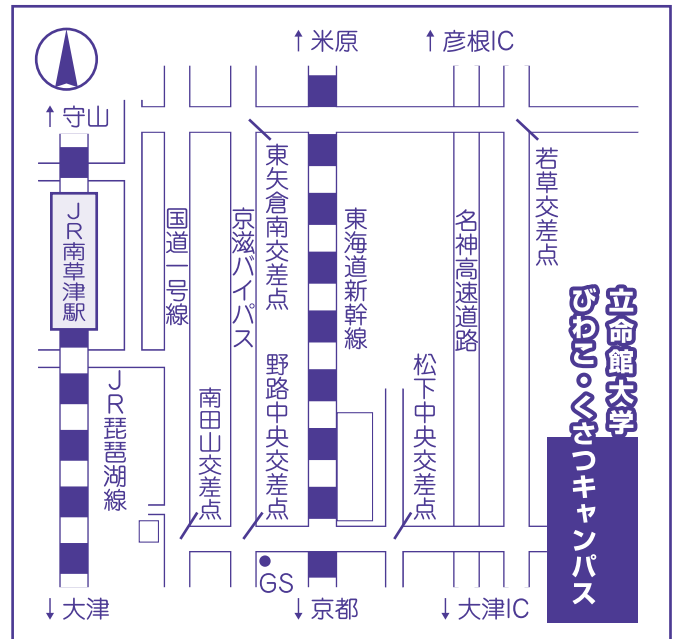 米原
彦根IC
守山
JR南草津駅
国道一号線
京滋バイパス
東矢倉南交差点
東海道新幹線
名神高速道路
若草交差点
立命館大学
びわこ・くさつキャンパス
JR琵琶湖線
南田山交差点
野路中央交差点
松下中央交差点
GS
大津
京都
大津IC